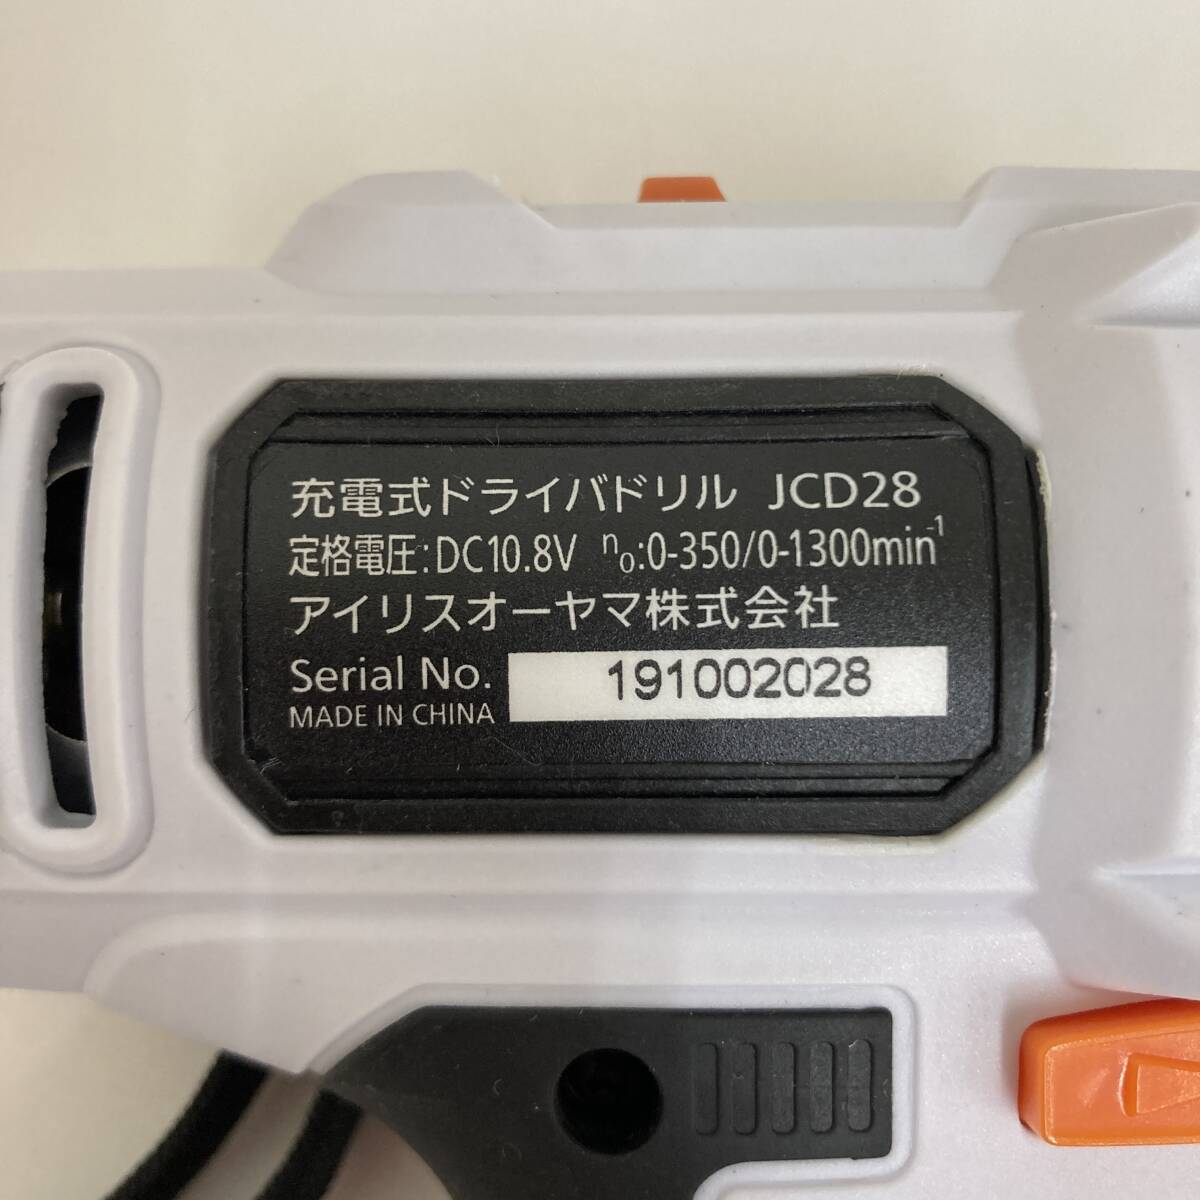 充電式ドライバドリル JCD28
定格電圧:DC10.8V n₀:0-350/0-1300min⁻¹
アイリスオーヤマ株式会社
Serial No. 191002028
MADE IN CHINA